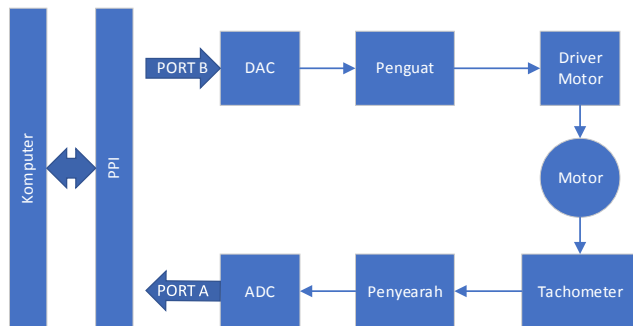 Komputer
PPI
PORT B
DAC
Penguat
Driver
Motor
Motor
PORT A
ADC
Penyearah
Tachometer